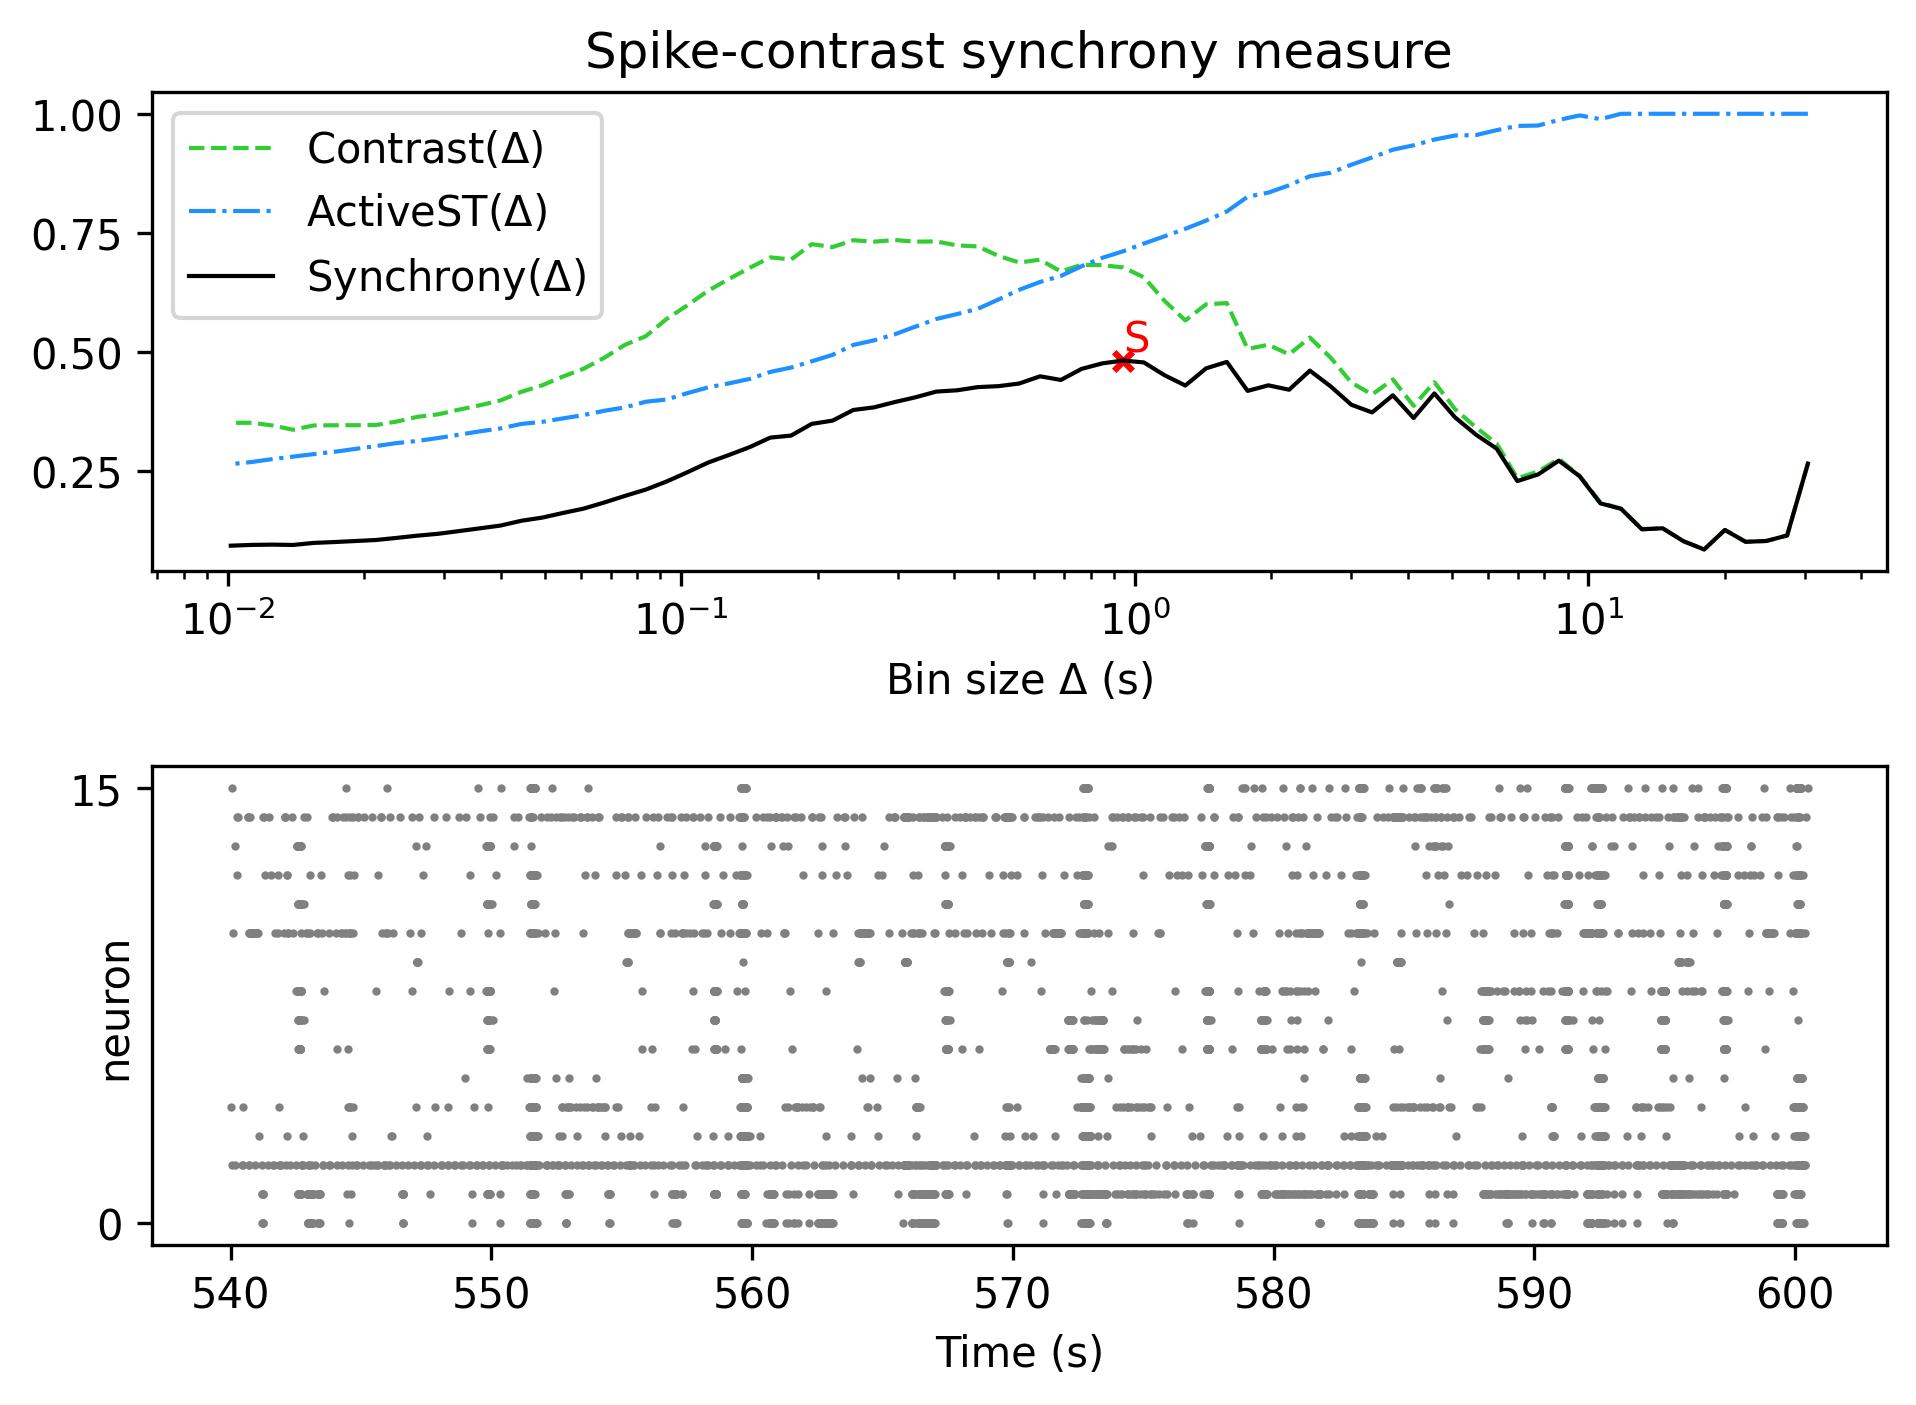 Spike-contrast synchrony measure
1.00
0.75
0.50
0.25
Contrast(Δ)
ActiveST(Δ)
Synchrony(Δ)
S
10⁻² 10⁻¹ 10⁰ 10¹
Bin size Δ (s)
15
0
neuron
540 550 560 570 580 590 600
Time (s)